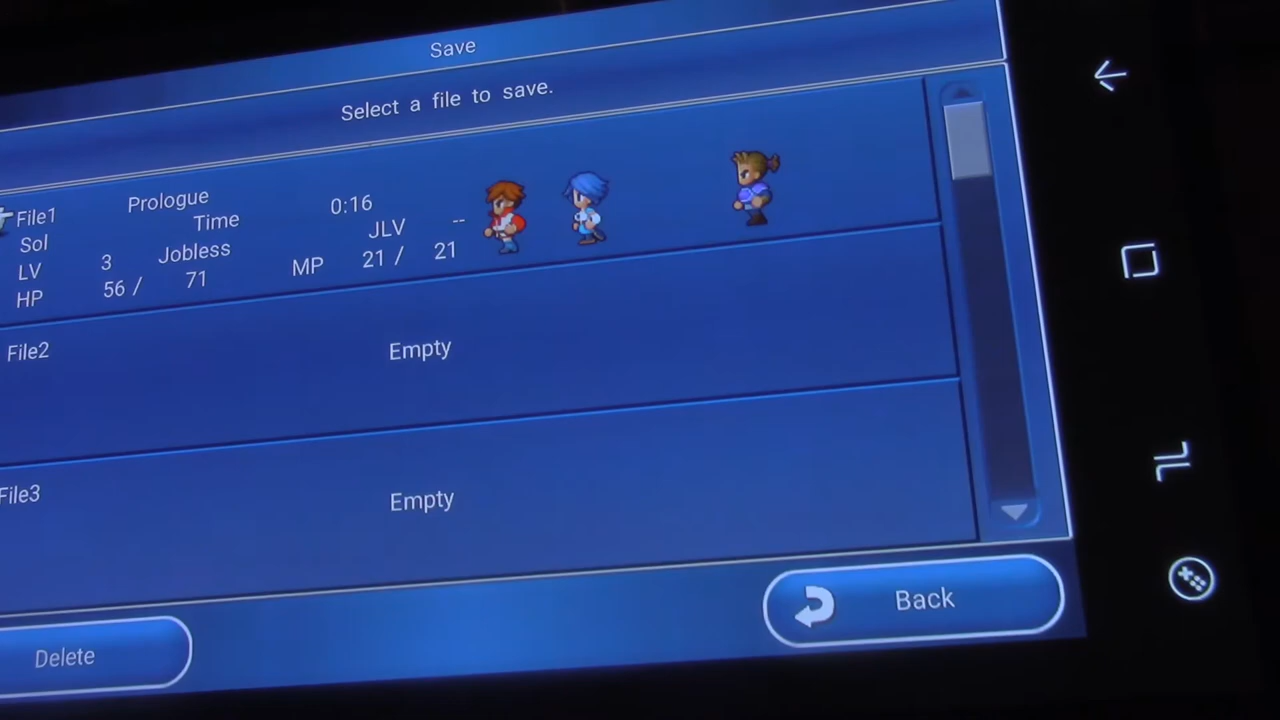 Save
Select a file to save.
File1 Prologue
Sol Time 0:16
LV 3 Jobless JLV --
HP 56 / 71 MP 21 / 21
File2 Empty
File3 Empty
Delete Back